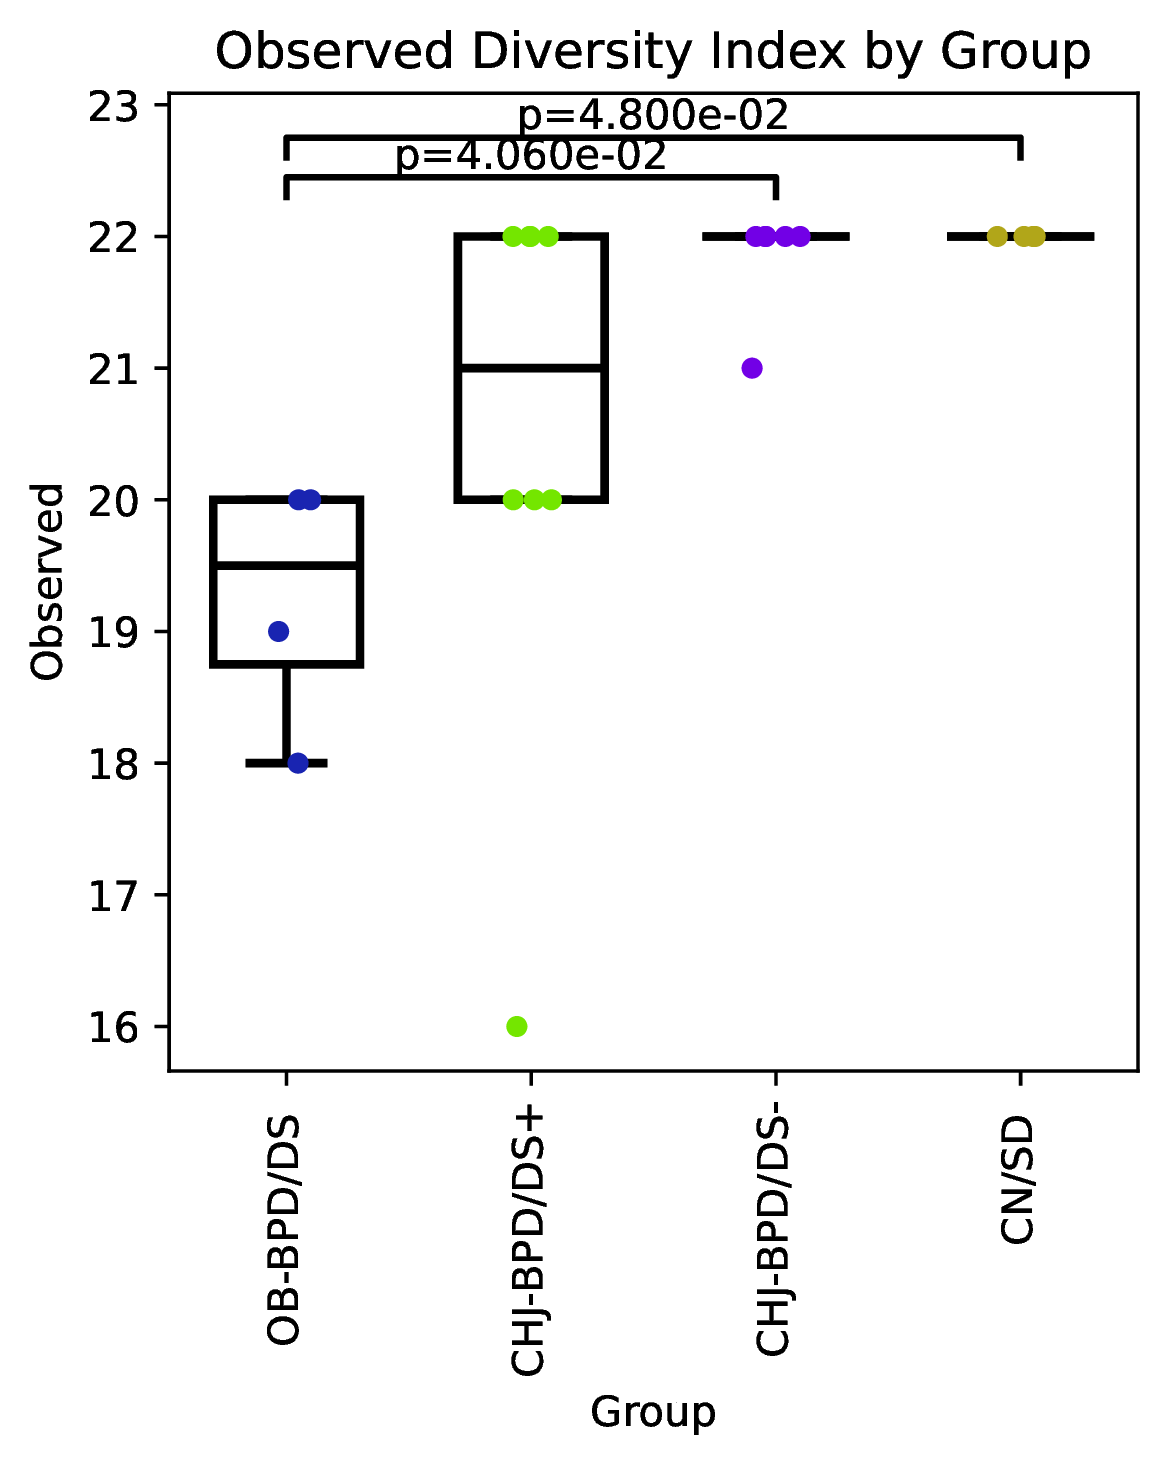 Observed Diversity Index by Group
p=4.800e-02
p=4.060e-02
23
22
21
20
19
18
17
16
Observed
OB-BPD/DS
CHJ-BPD/DS+
CHJ-BPD/DS-
CN/SD
Group